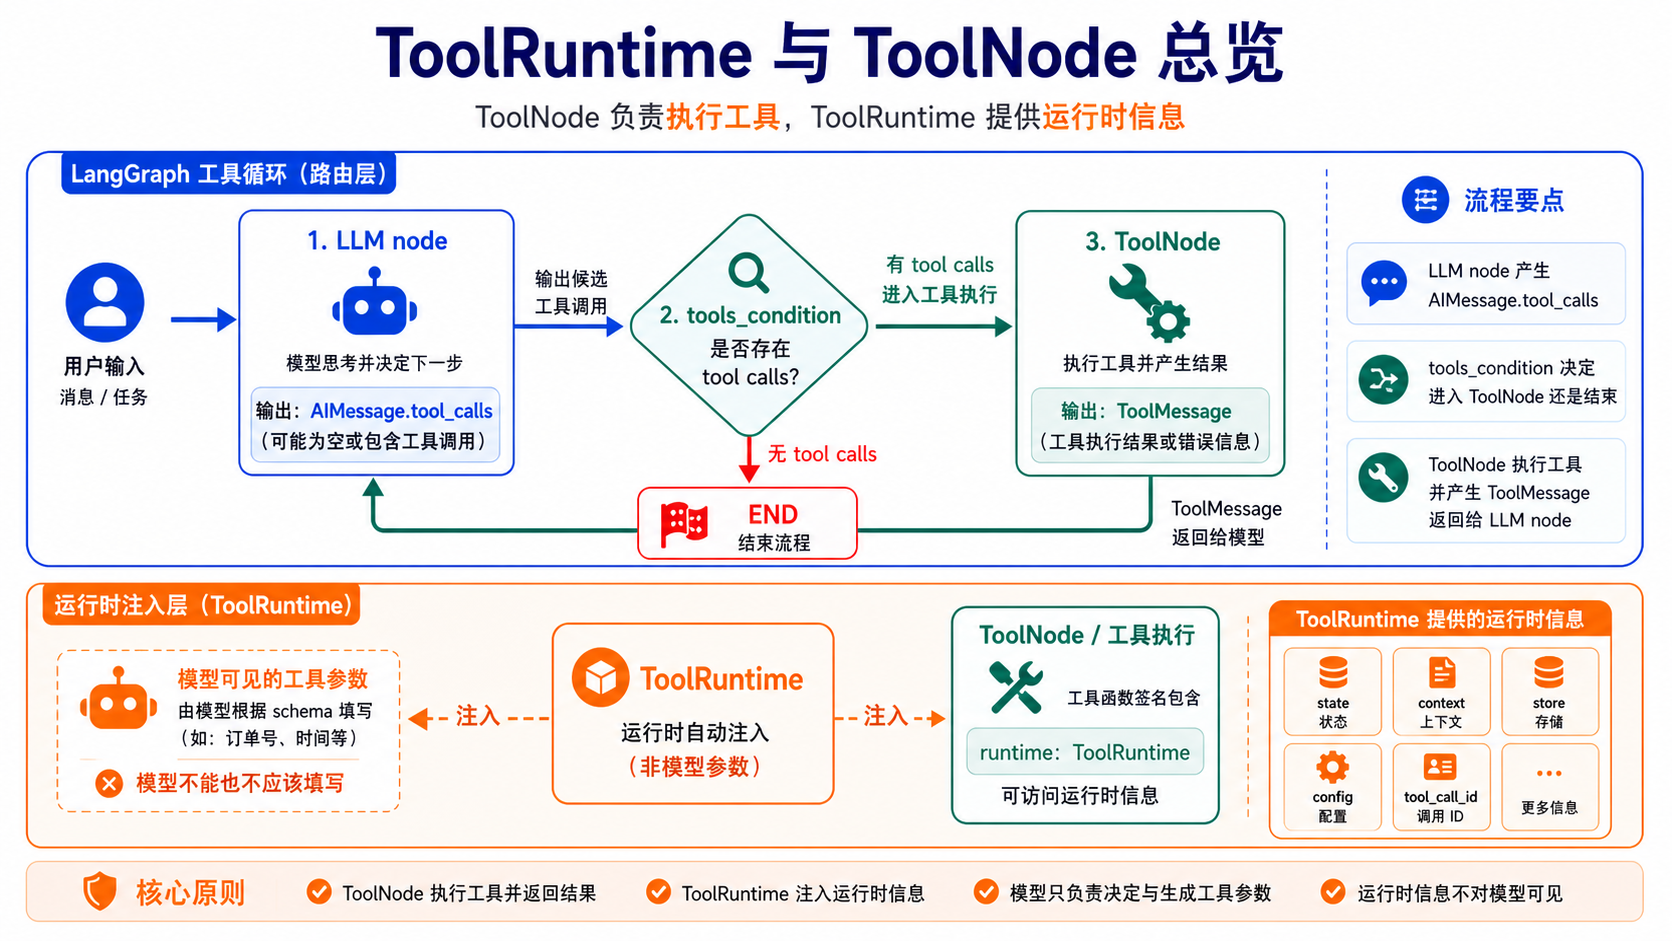 ToolRuntime 与 ToolNode 总览
ToolNode 负责执行工具，ToolRuntime 提供运行时信息
LangGraph 工具循环（路由层）
用户输入
消息 / 任务
1. LLM node
模型思考并决定下一步
输出：AIMessage.tool_calls
（可能为空或包含工具调用）
输出候选
工具调用
2. tools_condition
是否存在
tool calls?
有 tool calls
进入工具执行
无 tool calls
END
结束流程
3. ToolNode
执行工具并产生结果
输出：ToolMessage
（工具执行结果或错误信息）
ToolMessage
返回给模型
流程要点
LLM node 产生
AIMessage.tool_calls
tools_condition 决定
进入 ToolNode 还是结束
ToolNode 执行工具
并产生 ToolMessage
返回给 LLM node
运行时注入层（ToolRuntime）
模型可见的工具参数
由模型根据 schema 填写
（如：订单号、时间等）
模型不能也不应该填写
注入
ToolRuntime
运行时自动注入
（非模型参数）
注入
ToolNode / 工具执行
工具函数签名包含
runtime：ToolRuntime
可访问运行时信息
ToolRuntime 提供的运行时信息
state
状态
context
上下文
store
存储
config
配置
tool_call_id
调用 ID
更多信息
核心原则
ToolNode 执行工具并返回结果
ToolRuntime 注入运行时信息
模型只负责决定与生成工具参数
运行时信息不对模型可见